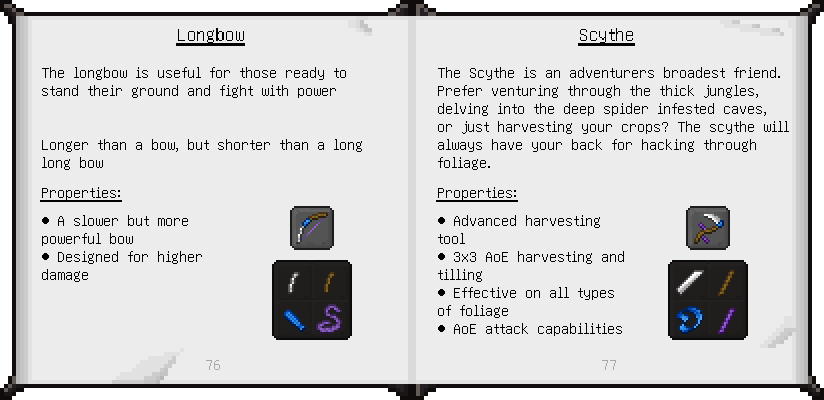 Longbow
The longbow is useful for those ready to
stand their ground and fight with power
Longer than a bow, but shorter than a long
long bow
Properties:
• A slower but more
powerful bow
• Designed for higher
damage
76
Scythe
The Scythe is an adventurers broadest friend.
Prefer venturing through the thick jungles,
delving into the deep spider infested caves,
or just harvesting your crops? The scythe will
always have your back for hacking through
foliage.
Properties:
• Advanced harvesting
tool
• 3x3 AoE harvesting and
tilling
• Effective on all types
of foliage
• AoE attack capabilities
77